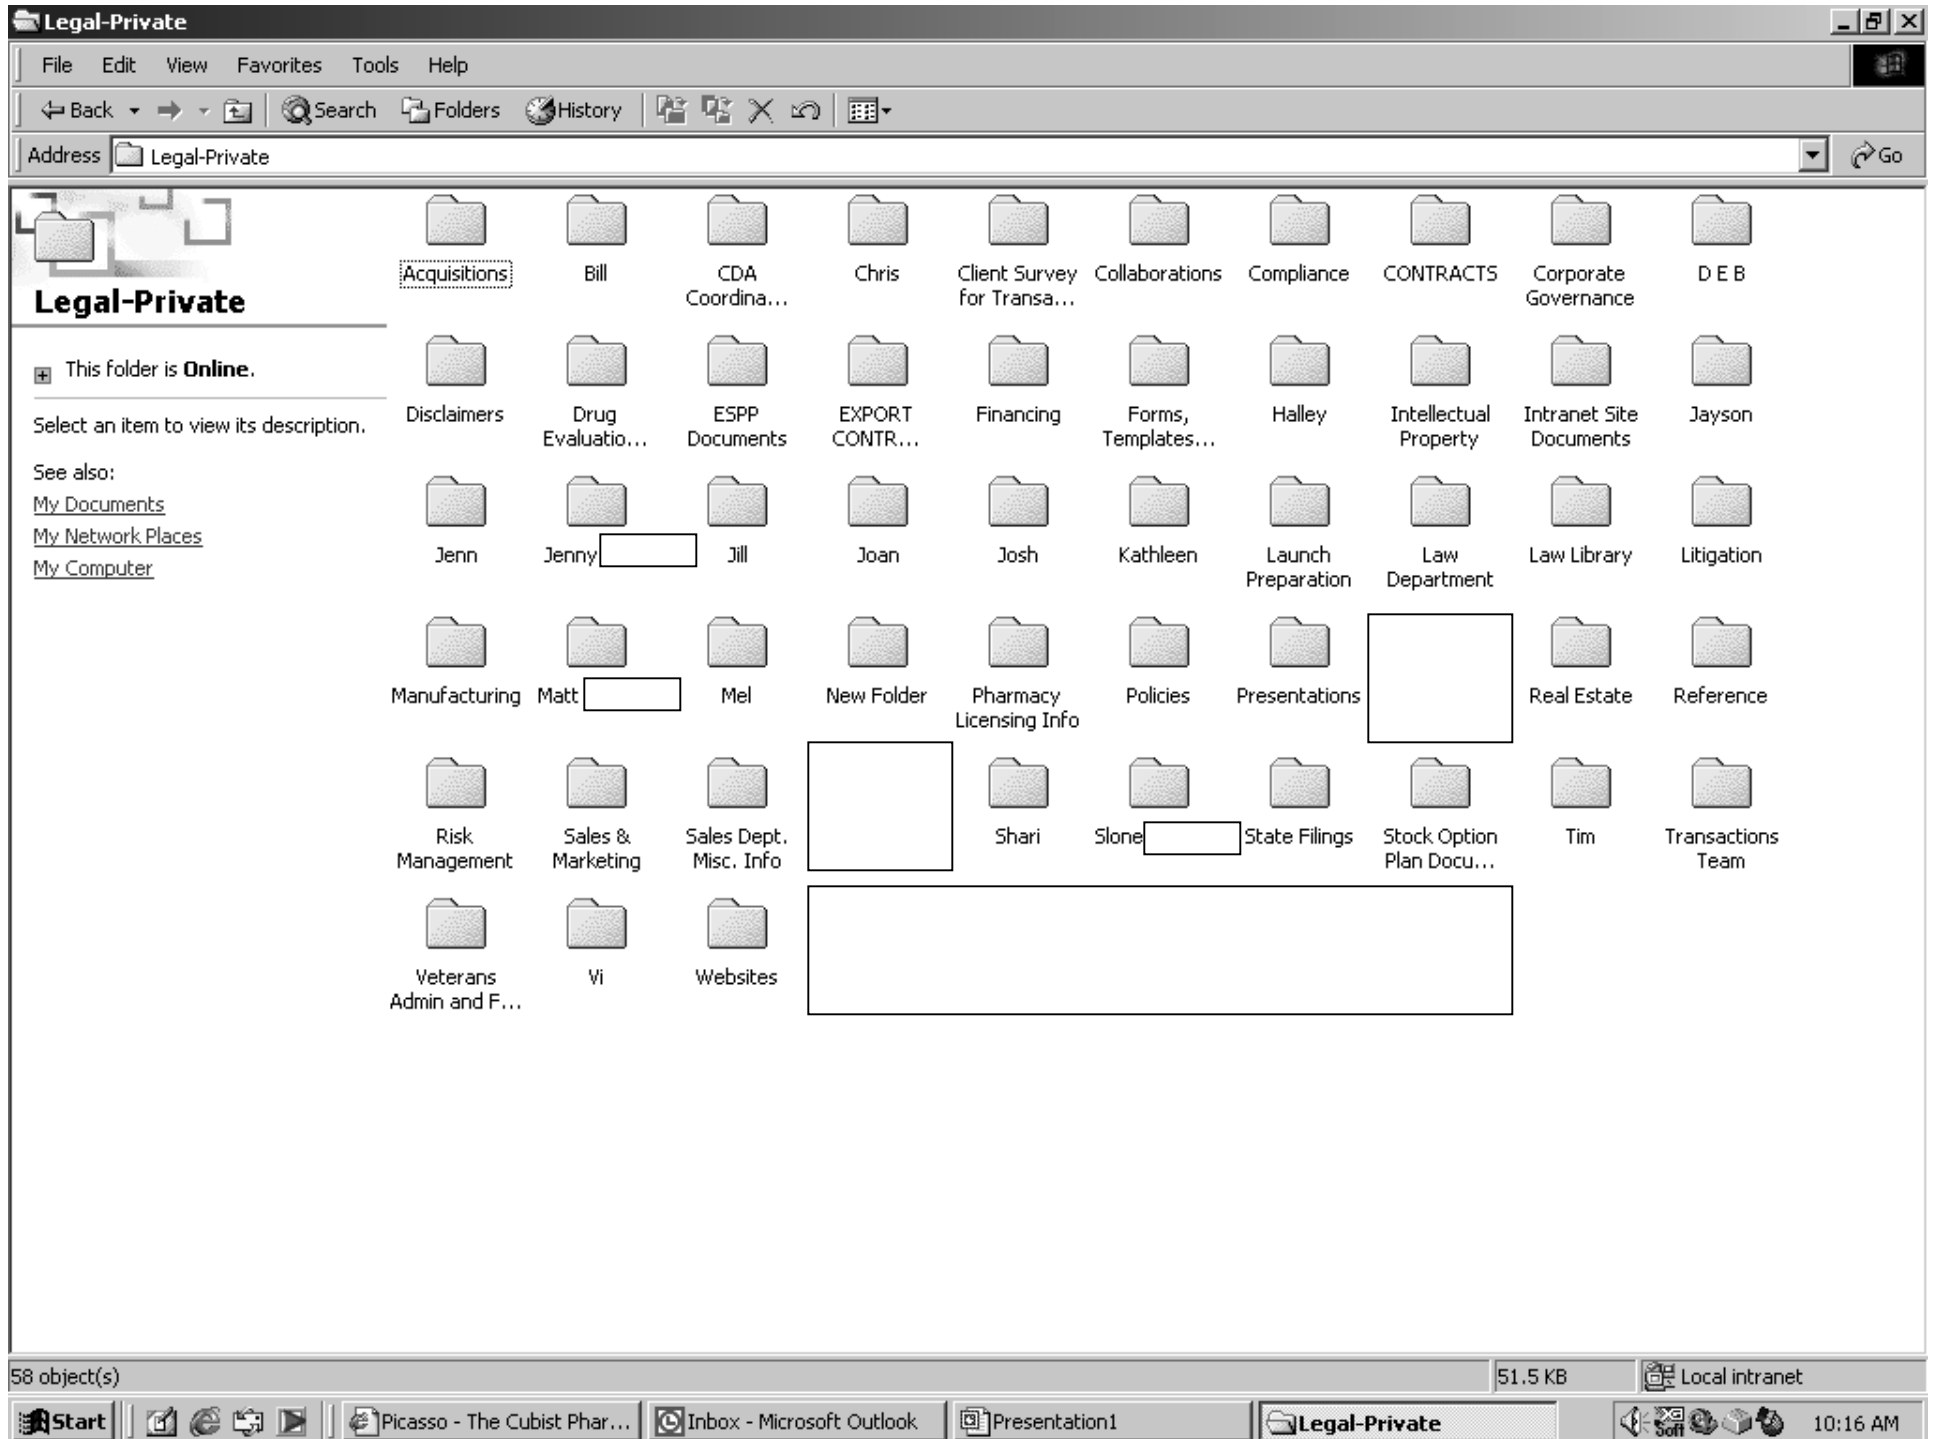 Legal-Private
File Edit View Favorites Tools Help
Back Search Folders History
Address Legal-Private Go
Legal-Private
This folder is Online.
Select an item to view its description.
See also:
My Documents
My Network Places
My Computer
Acquisitions
Bill
CDA
Coordina...
Chris
Client Survey
for Transa...
Collaborations
Compliance
CONTRACTS
Corporate
Governance
D E B
Disclaimers
Drug
Evaluatio...
ESPP
Documents
EXPORT
CONTR...
Financing
Forms,
Templates...
Halley
Intellectual
Property
Intranet Site
Documents
Jayson
Jenn
Jenny
Jill
Joan
Josh
Kathleen
Launch
Preparation
Law
Department
Law Library
Litigation
Manufacturing
Matt
Mel
New Folder
Pharmacy
Licensing Info
Policies
Presentations
Real Estate
Reference
Risk
Management
Sales &
Marketing
Sales Dept.
Misc. Info
Shari
Slone
State Filings
Stock Option
Plan Docu...
Tim
Transactions
Team
Veterans
Admin and F...
Vi
Websites
58 object(s) 51.5 KB Local intranet
Start Picasso - The Cubist Phar... Inbox - Microsoft Outlook Presentation1 Legal-Private 10:16 AM